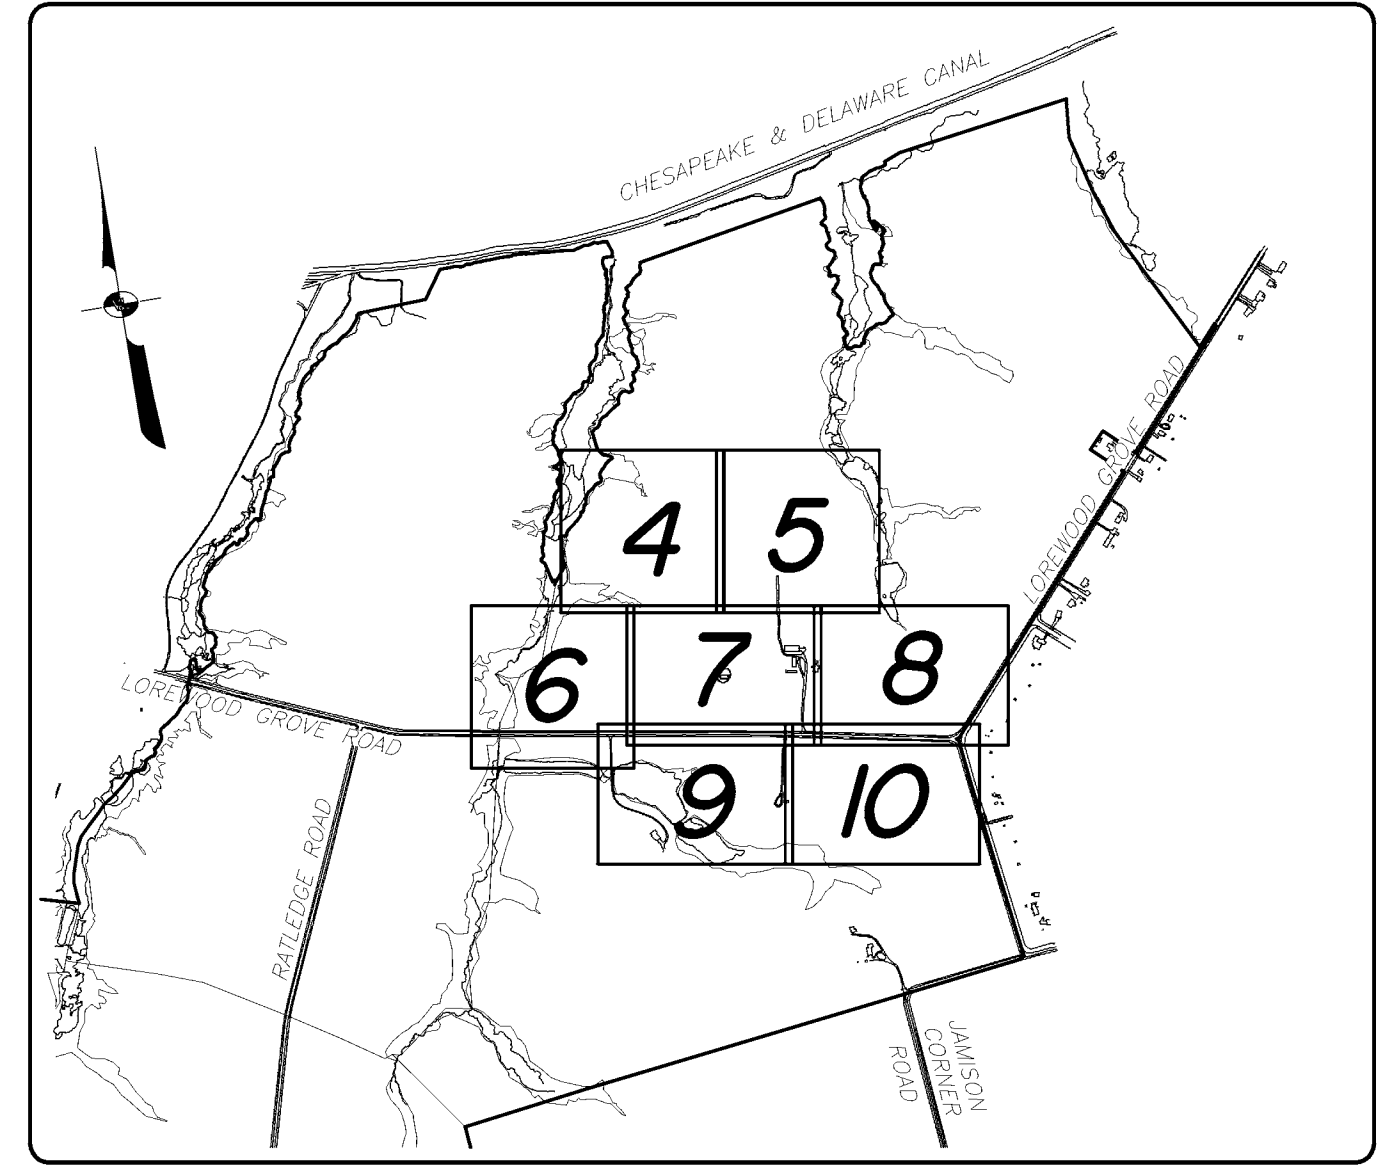 CHESAPEAKE & DELAWARE CANAL
LOREWOOD GROVE ROAD
4
5
6
7
8
LOREWOOD GROVE ROAD
9
10
RATLEDGE ROAD
JAMISON
CORNER
ROAD